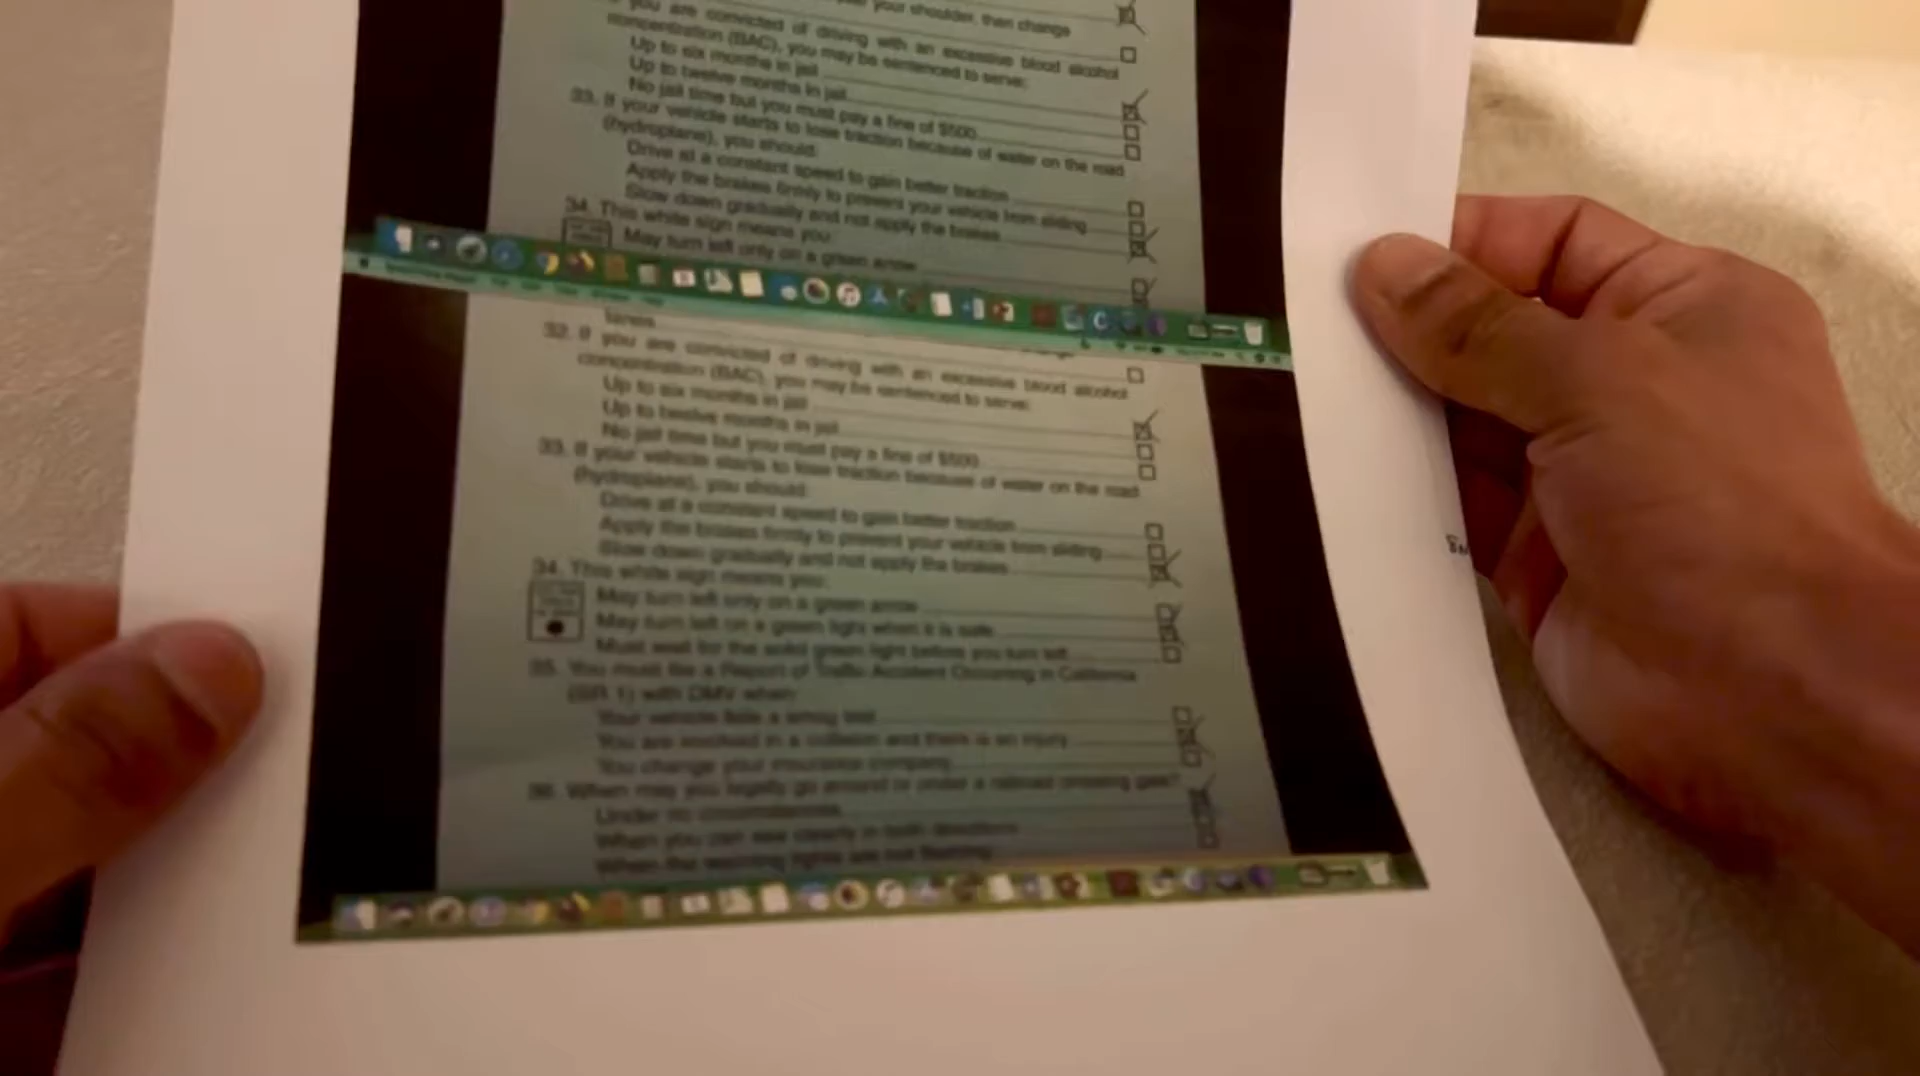 your shoulder, then change
you are convicted of driving with an excessive blood alcohol
concentration (BAC), you may be sentenced to serve:
Up to six months in jail
Up to twelve months in jail
No jail time but you must pay a fine of $500
33. If your vehicle starts to lose traction because of water on the road
(hydroplane), you should:
Drive at a constant speed to gain better traction
Apply the brakes firmly to prevent your vehicle from sliding
Slow down gradually and not apply the brakes
34. This white sign means you:
May turn left only on a green arrow
lanes
change
32. If you are convicted of driving with an excessive blood alcohol
concentration (BAC), you may be sentenced to serve:
Up to six months in jail
Up to twelve months in jail
No jail time but you must pay a fine of $500
33. If your vehicle starts to lose traction because of water on the road
(hydroplane), you should:
Drive at a constant speed to gain better traction
Apply the brakes firmly to prevent your vehicle from sliding
Slow down gradually and not apply the brakes
34. This white sign means you:
May turn left only on a green arrow
May turn left on a green light when it is safe
Must wait for the solid green light before you turn left
35. You must file a Report of Traffic Accident Occurring in California
(SR 1) with DMV when:
Your vehicle fails a smog test
You are involved in a collision and there is an injury
You change your insurance company
36. When may you legally go around or under a railroad crossing gate?
Under no circumstances
When you can see clearly in both directions
When the warning lights are not flashing